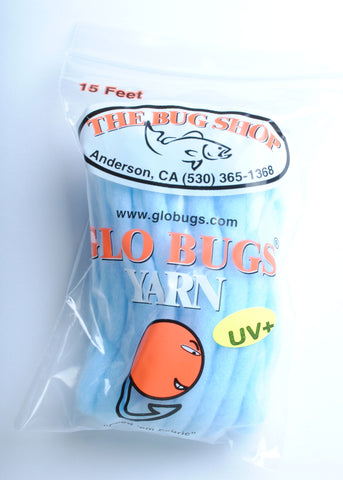 15 Feet
THE BUG SHOP
Anderson, CA (530) 365-1368
www.globugs.com
GLO BUGS®
YARN
UV+